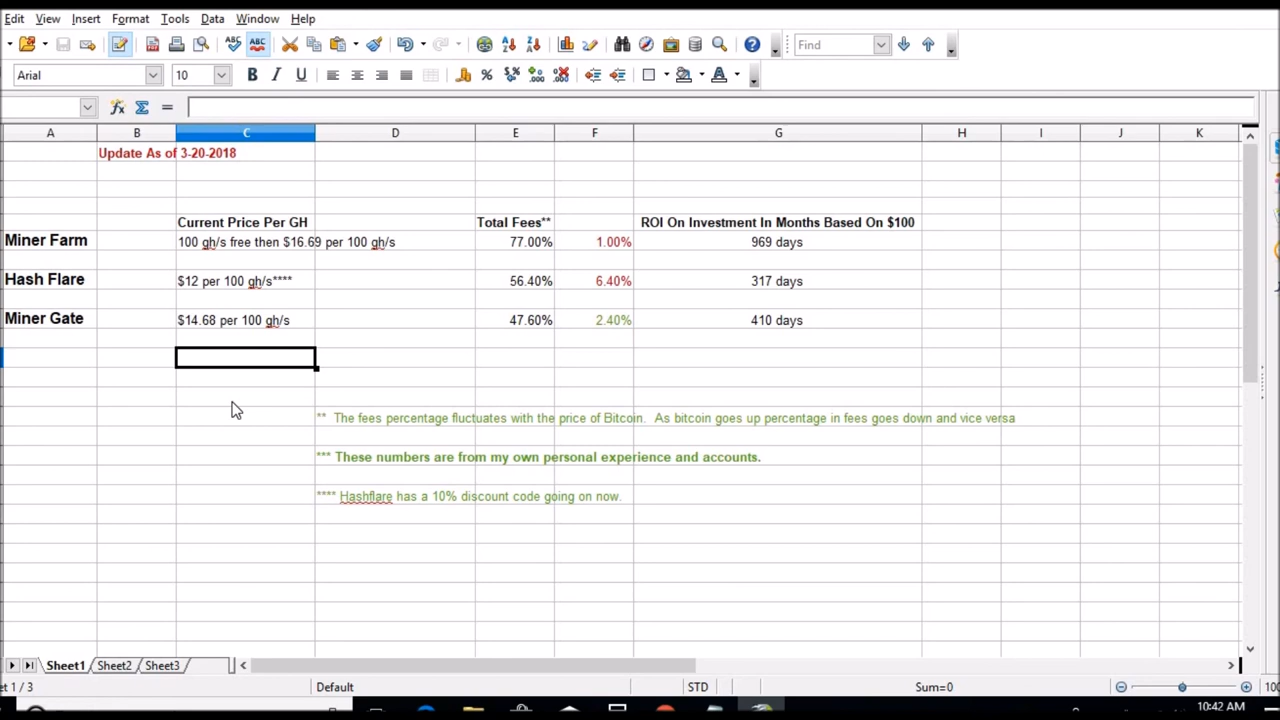 Edit View Insert Format Tools Data Window Help
Find
Arial 10
A B C D E F G H I J K
Update As of 3-20-2018
Current Price Per GH Total Fees** ROI On Investment In Months Based On $100
Miner Farm 100 gh/s free then $16.69 per 100 gh/s 77.00% 1.00% 969 days
Hash Flare $12 per 100 gh/s**** 56.40% 6.40% 317 days
Miner Gate $14.68 per 100 gh/s 47.60% 2.40% 410 days
** The fees percentage fluctuates with the price of Bitcoin. As bitcoin goes up percentage in fees goes down and vice versa
*** These numbers are from my own personal experience and accounts.
**** Hashflare has a 10% discount code going on now.
Sheet1 Sheet2 Sheet3
et 1 / 3 Default STD Sum=0 100
10:42 AM